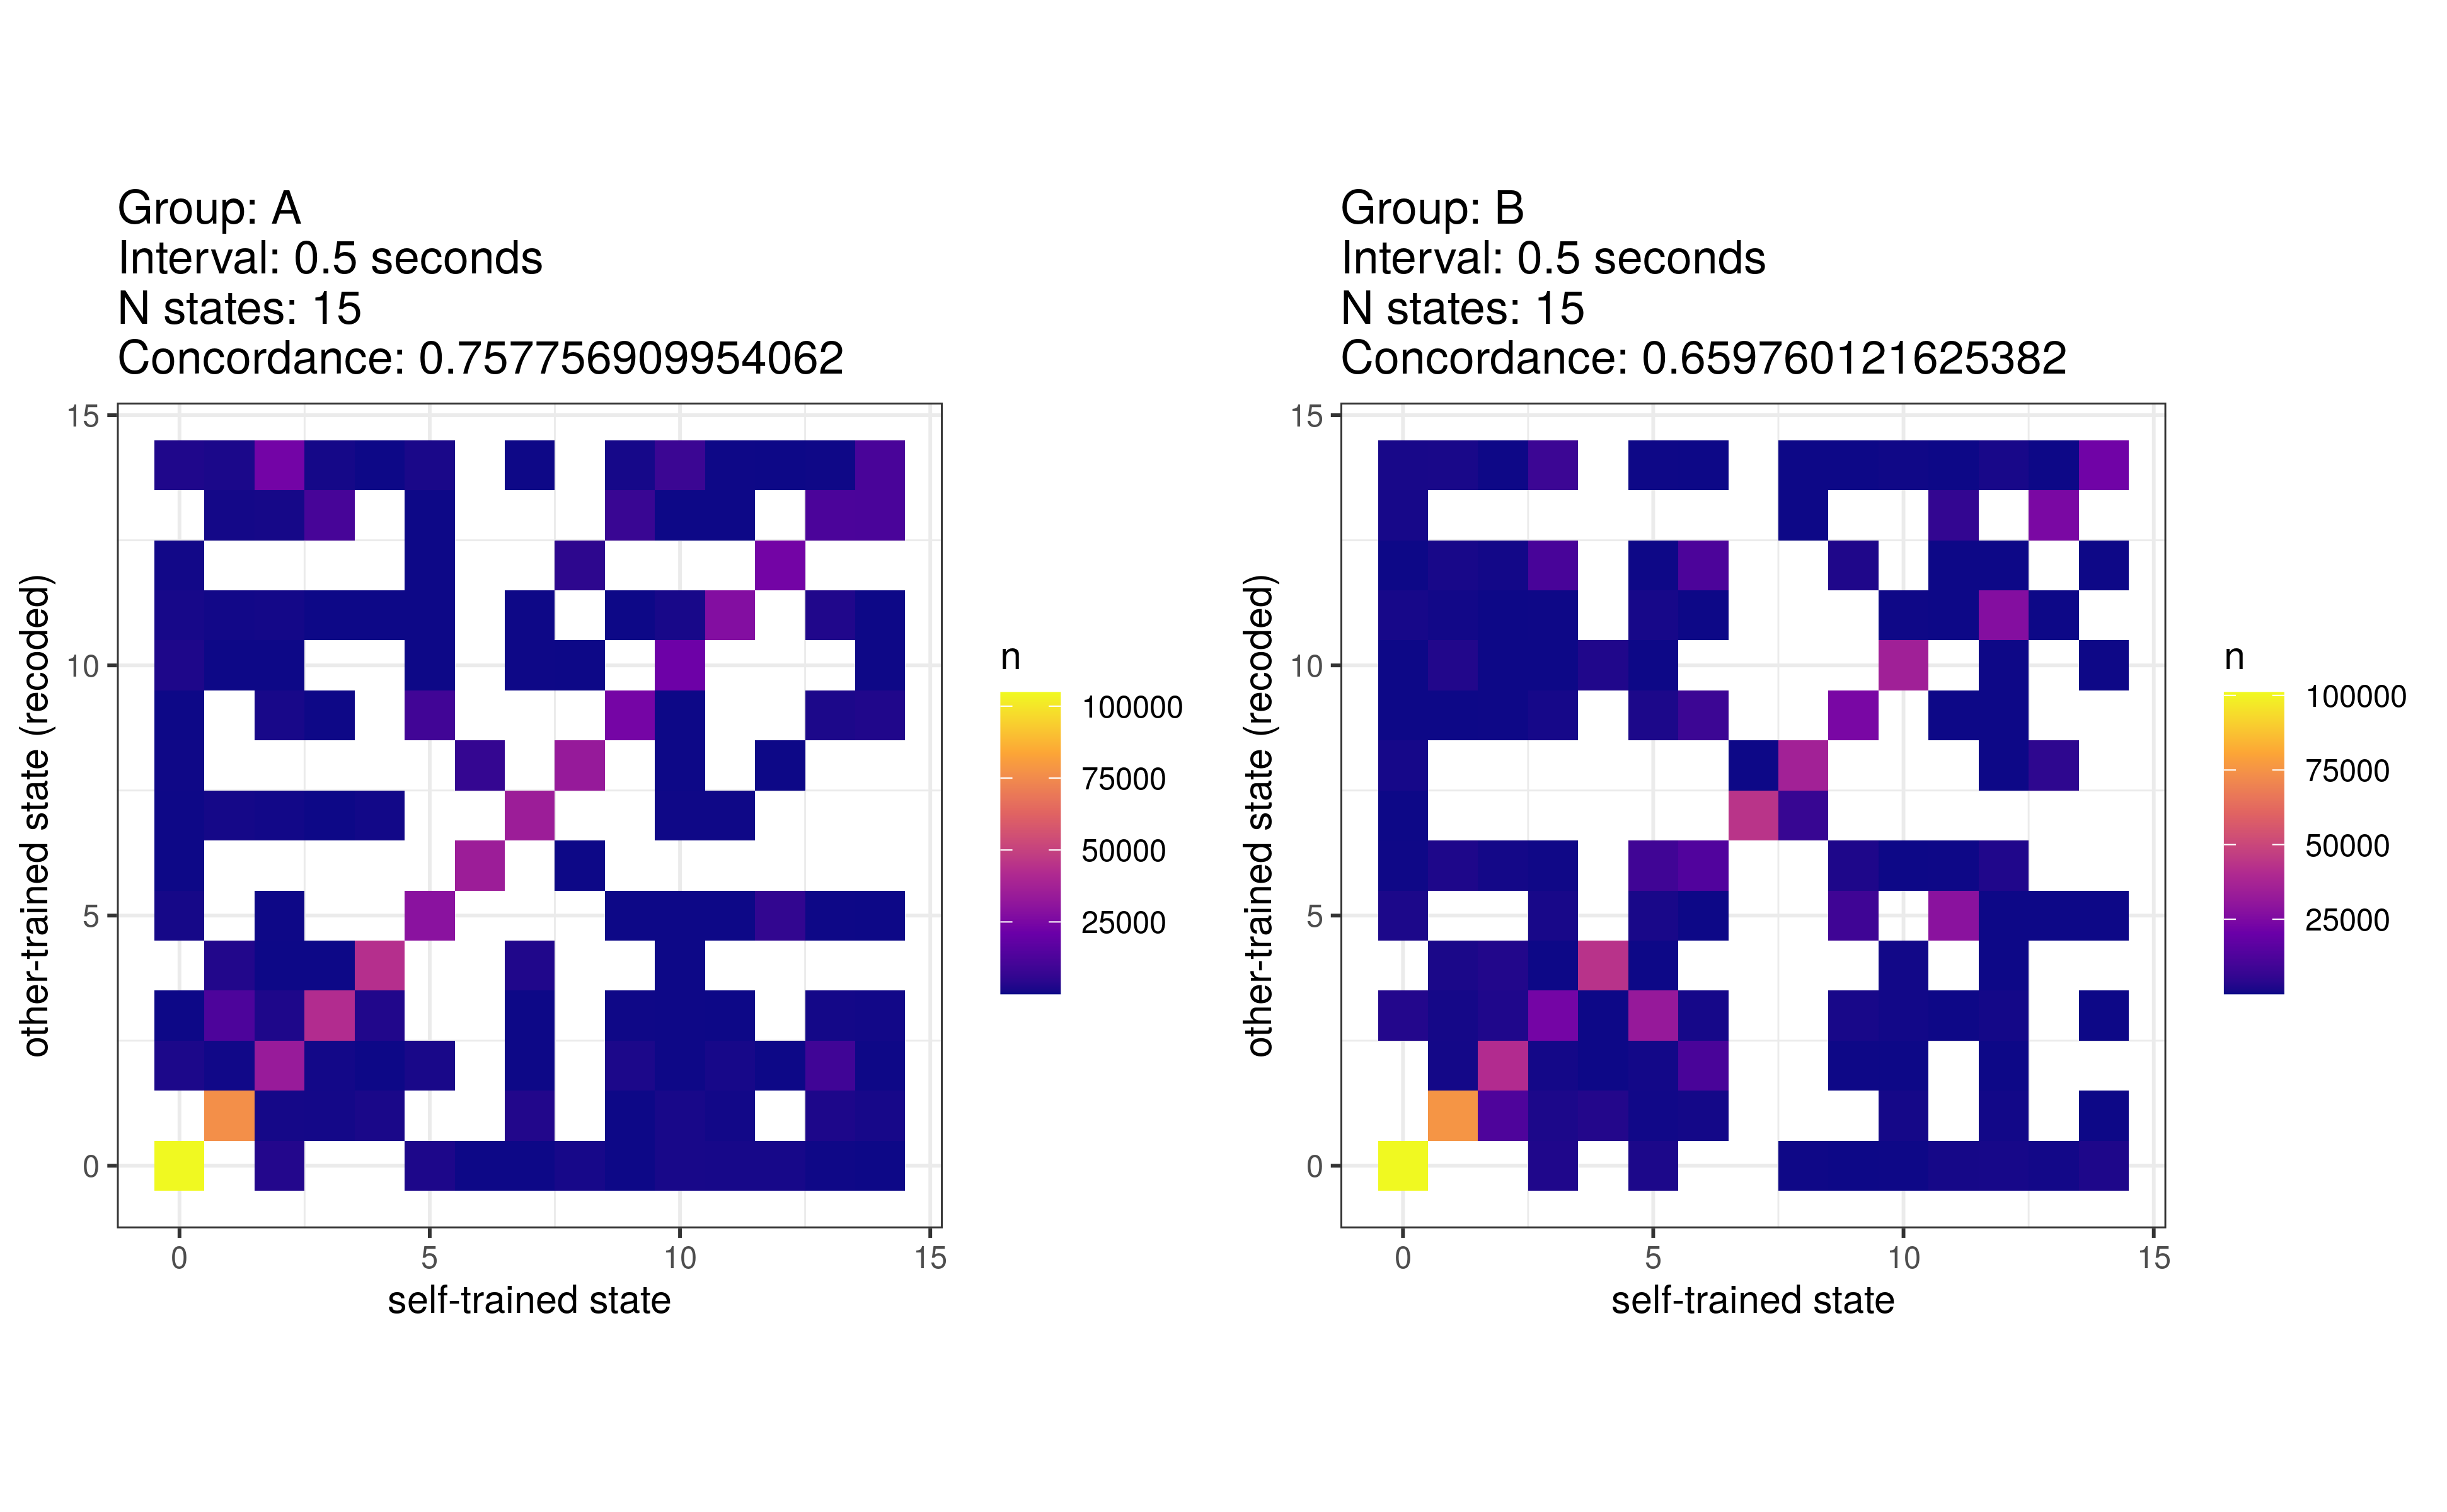 Group: A
Interval: 0.5 seconds
N states: 15
Concordance: 0.757756909954062
15
10
5
0
other-trained state (recoded)
0
5
10
15
self-trained state
n
100000
75000
50000
25000
Group: B
Interval: 0.5 seconds
N states: 15
Concordance: 0.659760121625382
15
10
5
0
other-trained state (recoded)
0
5
10
15
self-trained state
n
100000
75000
50000
25000